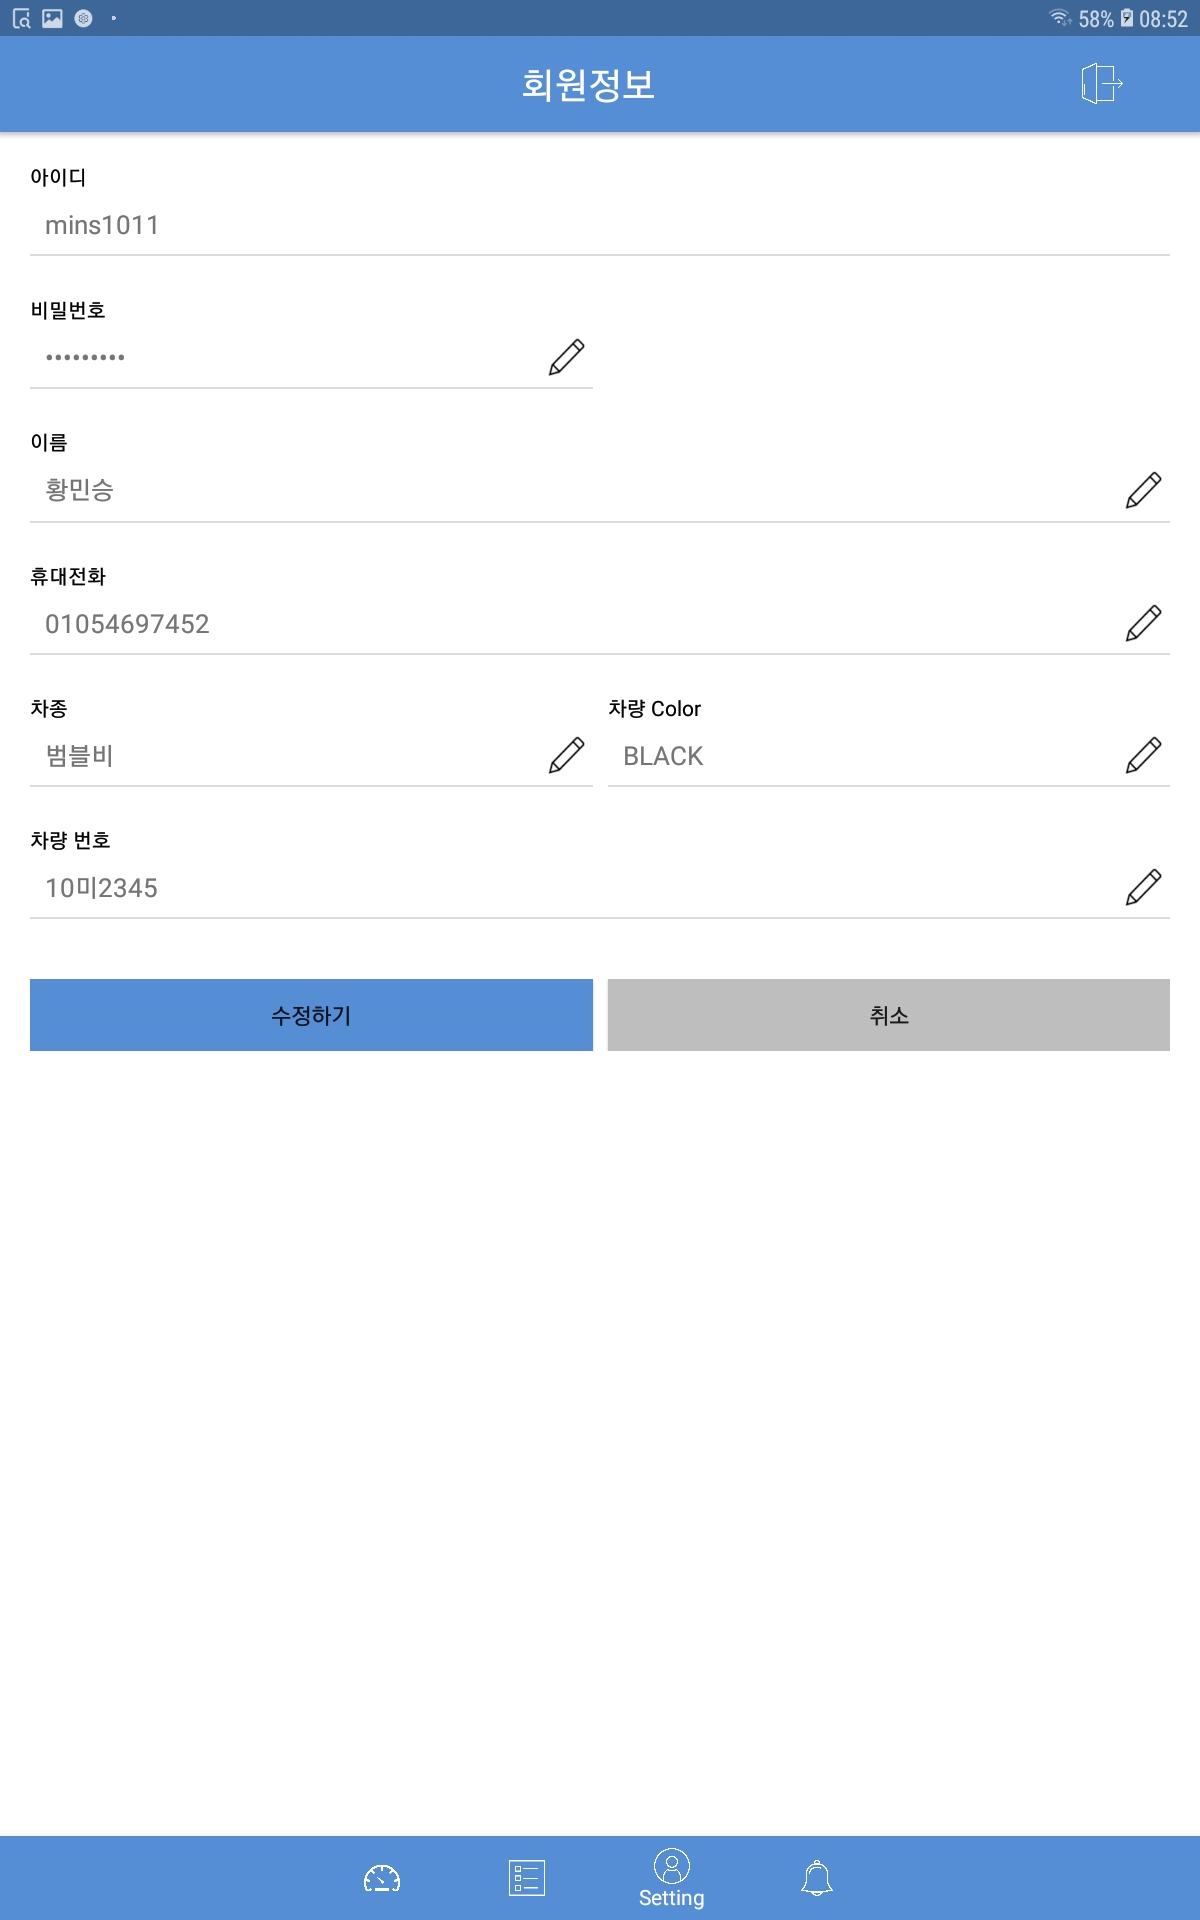 58% 08:52
회원정보
아이디
mins1011
비밀번호
•••••••••
이름
황민승
휴대전화
01054697452
차종
차량 Color
범블비
BLACK
차량 번호
10미2345
수정하기
취소
Setting